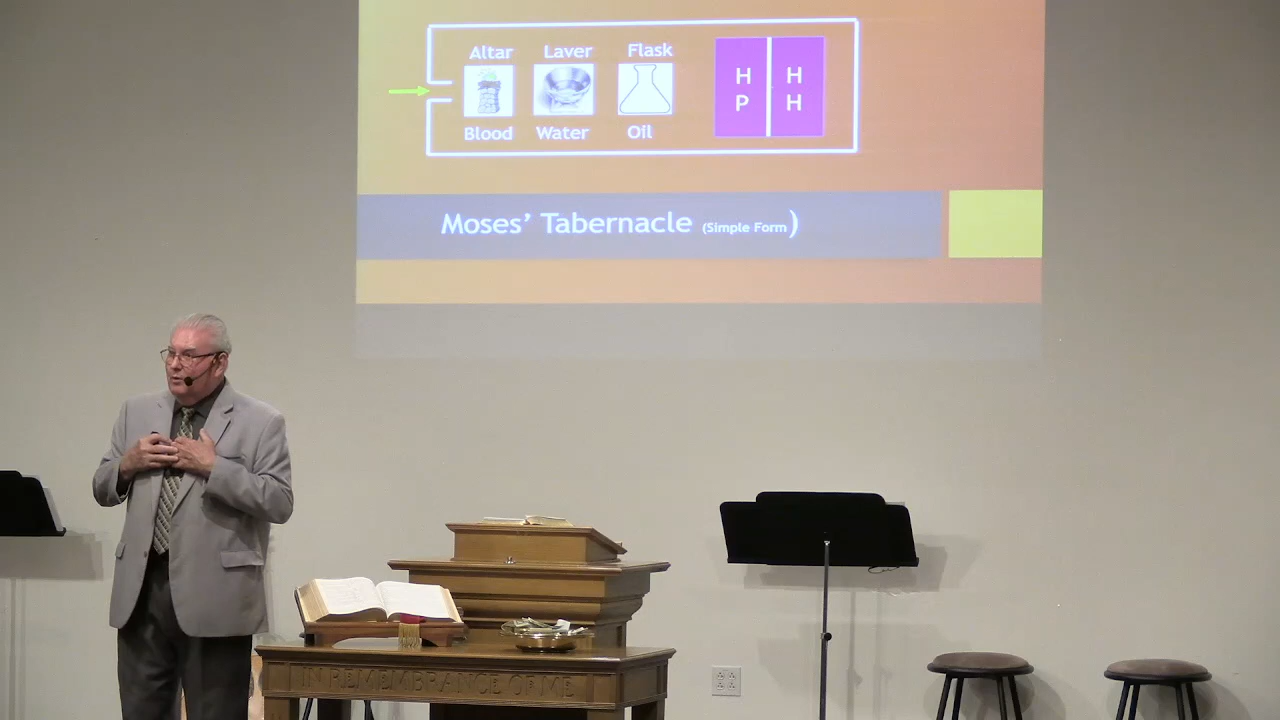 Altar Laver Flask
H H
P H
Blood Water Oil
Moses’ Tabernacle (Simple Form)
IN REMEMBRANCE OF ME